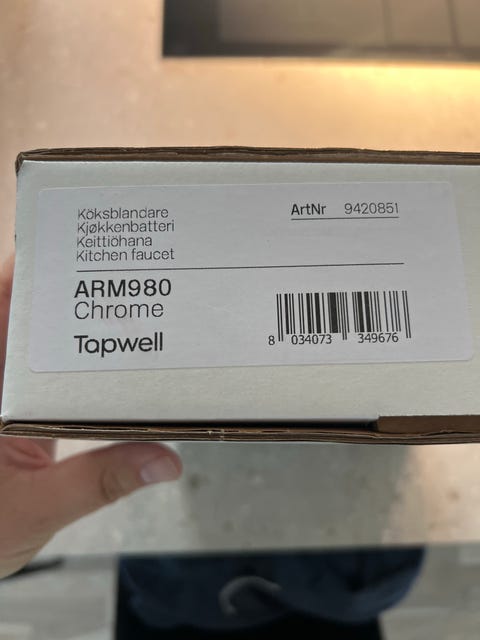 Köksblandare
Kjøkkenbatteri
Keittiöhana
Kitchen faucet
ArtNr 9420851
ARM980
Chrome
Tapwell
8 034073 349676